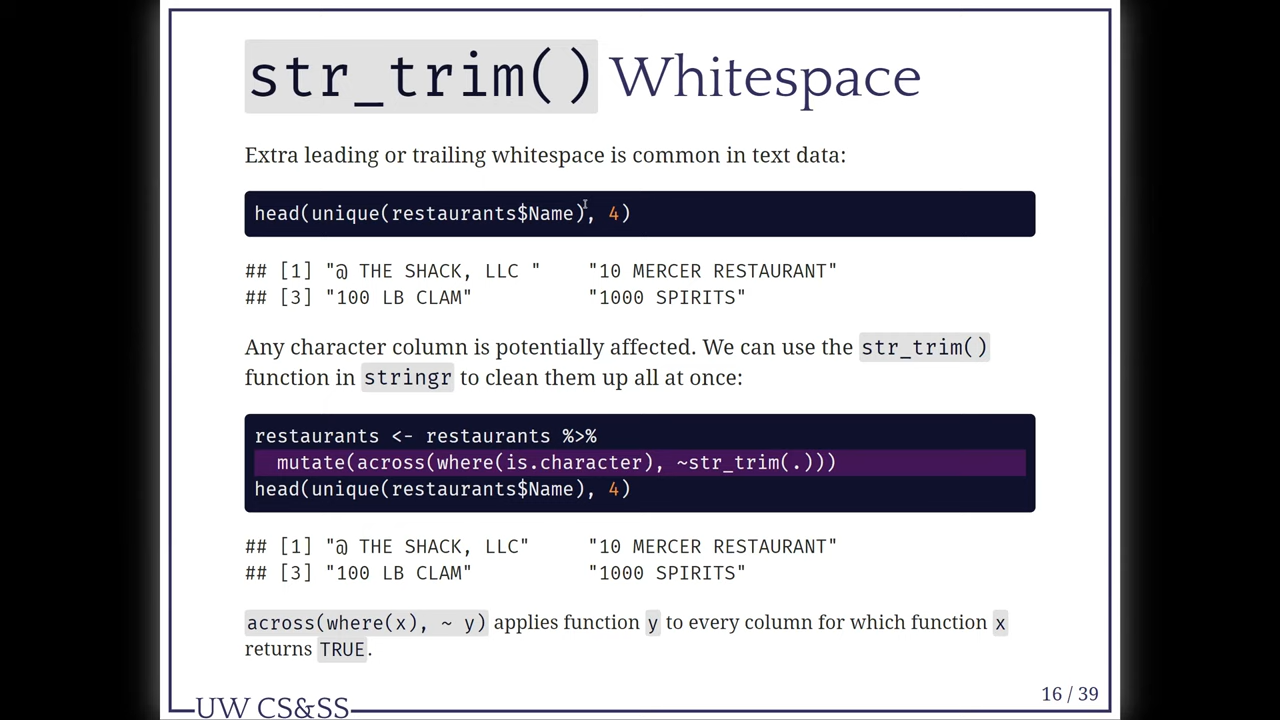 str_trim() Whitespace
Extra leading or trailing whitespace is common in text data:
head(unique(restaurants$Name), 4)
## [1] "@ THE SHACK, LLC "    "10 MERCER RESTAURANT"
## [3] "100 LB CLAM"          "1000 SPIRITS"
Any character column is potentially affected. We can use the str_trim()
function in stringr to clean them up all at once:
restaurants <- restaurants %>%
  mutate(across(where(is.character), ~str_trim(.)))
head(unique(restaurants$Name), 4)
## [1] "@ THE SHACK, LLC"     "10 MERCER RESTAURANT"
## [3] "100 LB CLAM"          "1000 SPIRITS"
across(where(x), ~ y) applies function y to every column for which function x
returns TRUE.
16 / 39
UW CS&SS